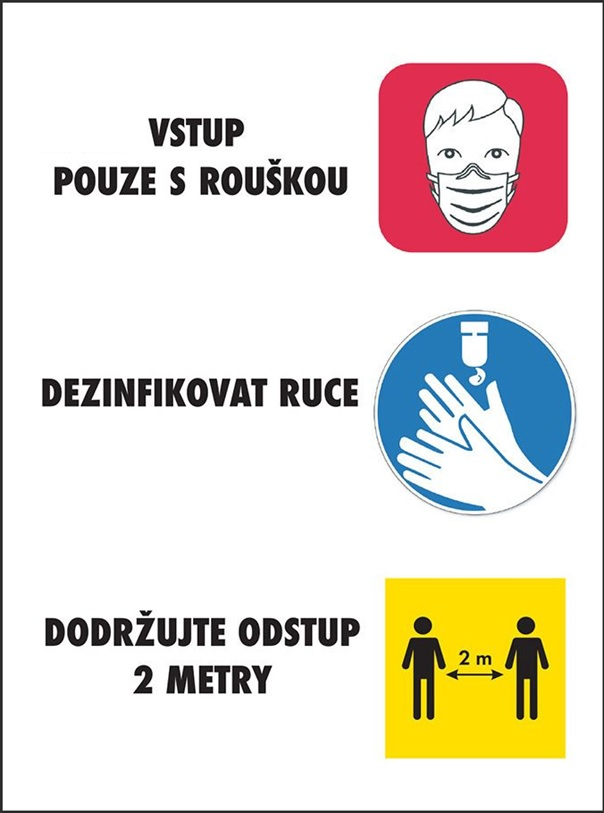 VSTUP
POUZE S ROUŠKOU
DEZINFIKOVAT RUCE
DODRŽUJTE ODSTUP
2 METRY
2 m